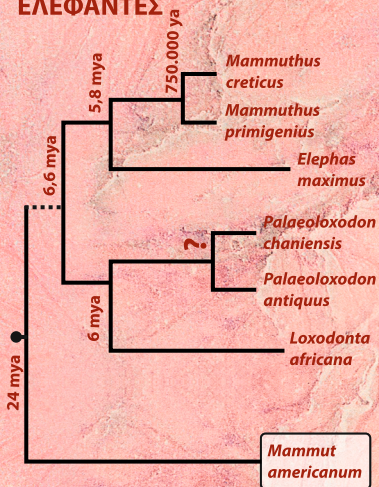 ΕΛΕΦΑΝΤΕΣ
750.000 ya
Mammuthus
creticus
5,8 mya
Mammuthus
primigenius
6,6 mya
Elephas
maximus
Palaeoloxodon
chaniensis
?
Palaeoloxodon
antiquus
6 mya
Loxodonta
africana
24 mya
Mammut
americanum